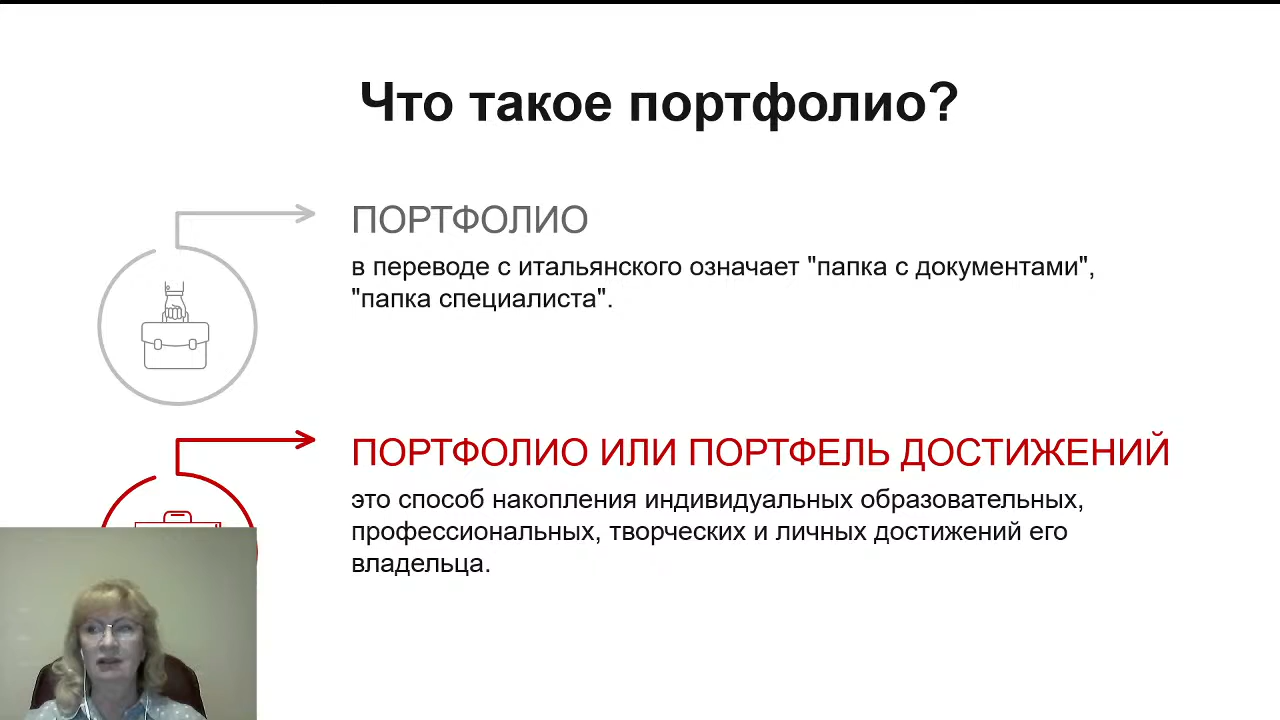 Что такое портфолио?
ПОРТФОЛИО
в переводе с итальянского означает "папка с документами",
"папка специалиста".
ПОРТФОЛИО ИЛИ ПОРТФЕЛЬ ДОСТИЖЕНИЙ
это способ накопления индивидуальных образовательных,
профессиональных, творческих и личных достижений его
владельца.